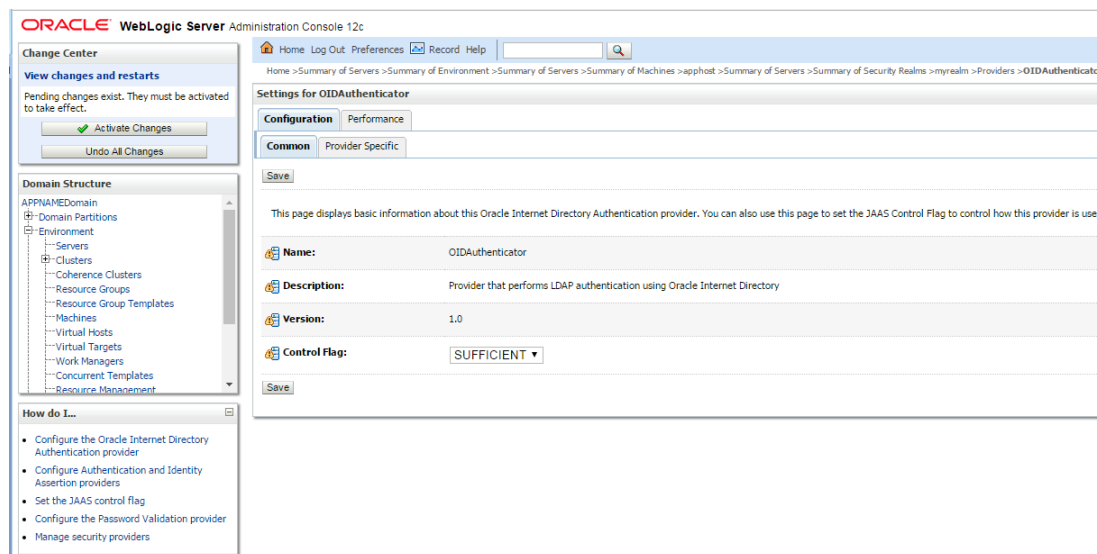 ORACLE WebLogic Server Administration Console 12c
Change Center
View changes and restarts
Pending changes exist. They must be activated
to take effect.
Activate Changes
Undo All Changes
Domain Structure
APPNAMEDomain
Domain Partitions
Environment
Servers
Clusters
Coherence Clusters
Resource Groups
Resource Group Templates
Machines
Virtual Hosts
Virtual Targets
Work Managers
Concurrent Templates
Resource Management
How do I...
Configure the Oracle Internet Directory
Authentication provider
Configure Authentication and Identity
Assertion providers
Set the JAAS control flag
Configure the Password Validation provider
Manage security providers
Home Log Out Preferences Record Help
Home >Summary of Servers >Summary of Environment >Summary of Servers >Summary of Machines >apphost >Summary of Servers >Summary of Security Realms >myrealm >Providers >OIDAuthenticato
Settings for OIDAuthenticator
Configuration Performance
Common Provider Specific
Save
This page displays basic information about this Oracle Internet Directory Authentication provider. You can also use this page to set the JAAS Control Flag to control how this provider is use
Name: OIDAuthenticator
Description: Provider that performs LDAP authentication using Oracle Internet Directory
Version: 1.0
Control Flag: SUFFICIENT
Save